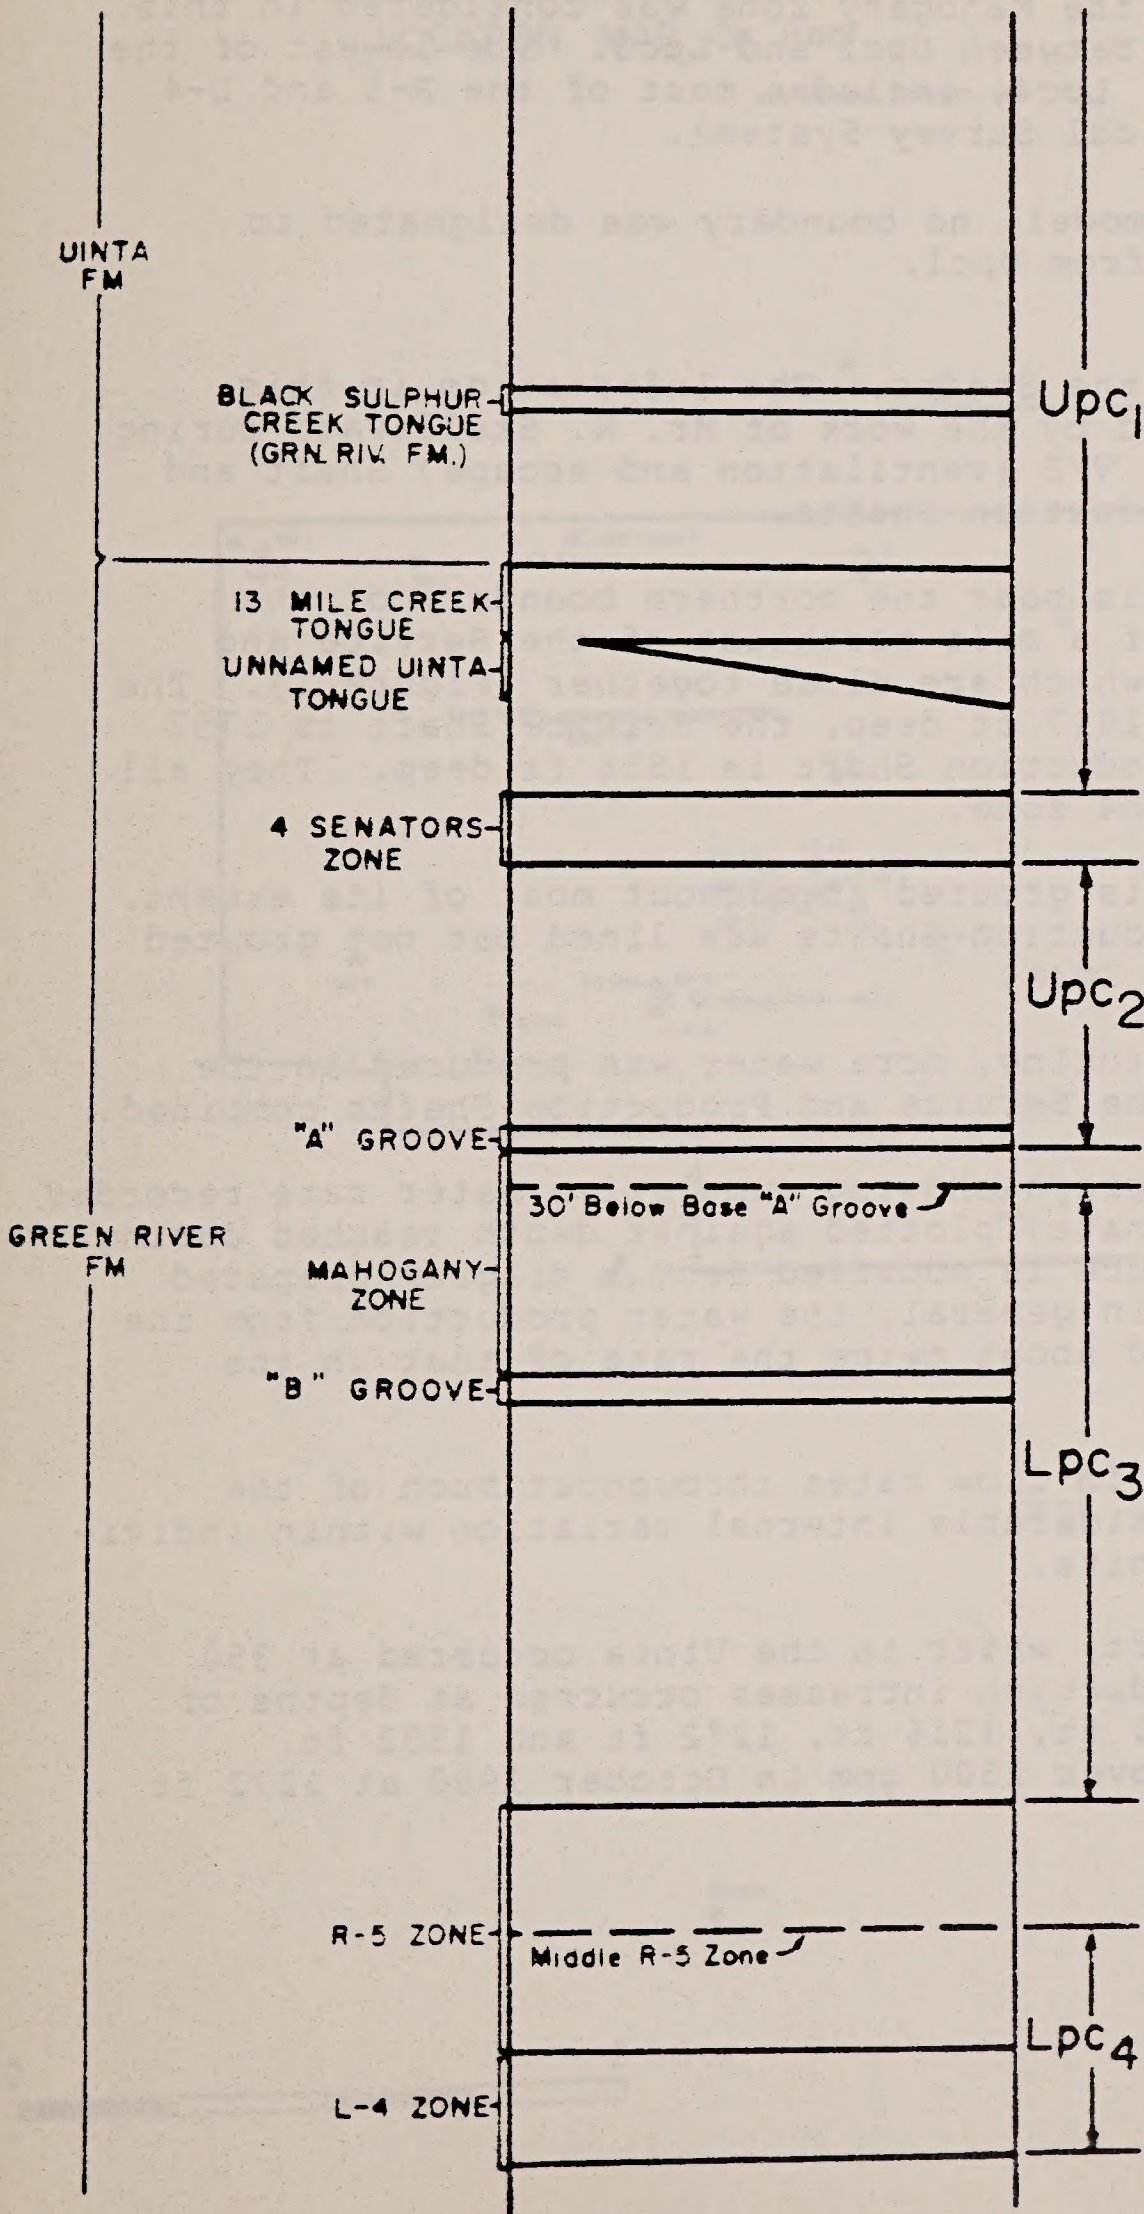 UINTA
FM
BLACK SULPHUR
CREEK TONGUE
(GRN. RIV. FM.)
Upc1
13 MILE CREEK
TONGUE
UNNAMED UINTA
TONGUE
4 SENATORS
ZONE
Upc2
"A" GROOVE
30' Below Base "A" Groove
GREEN RIVER
FM
MAHOGANY
ZONE
"B" GROOVE
Lpc3
R-5 ZONE
Middle R-5 Zone
Lpc4
L-4 ZONE